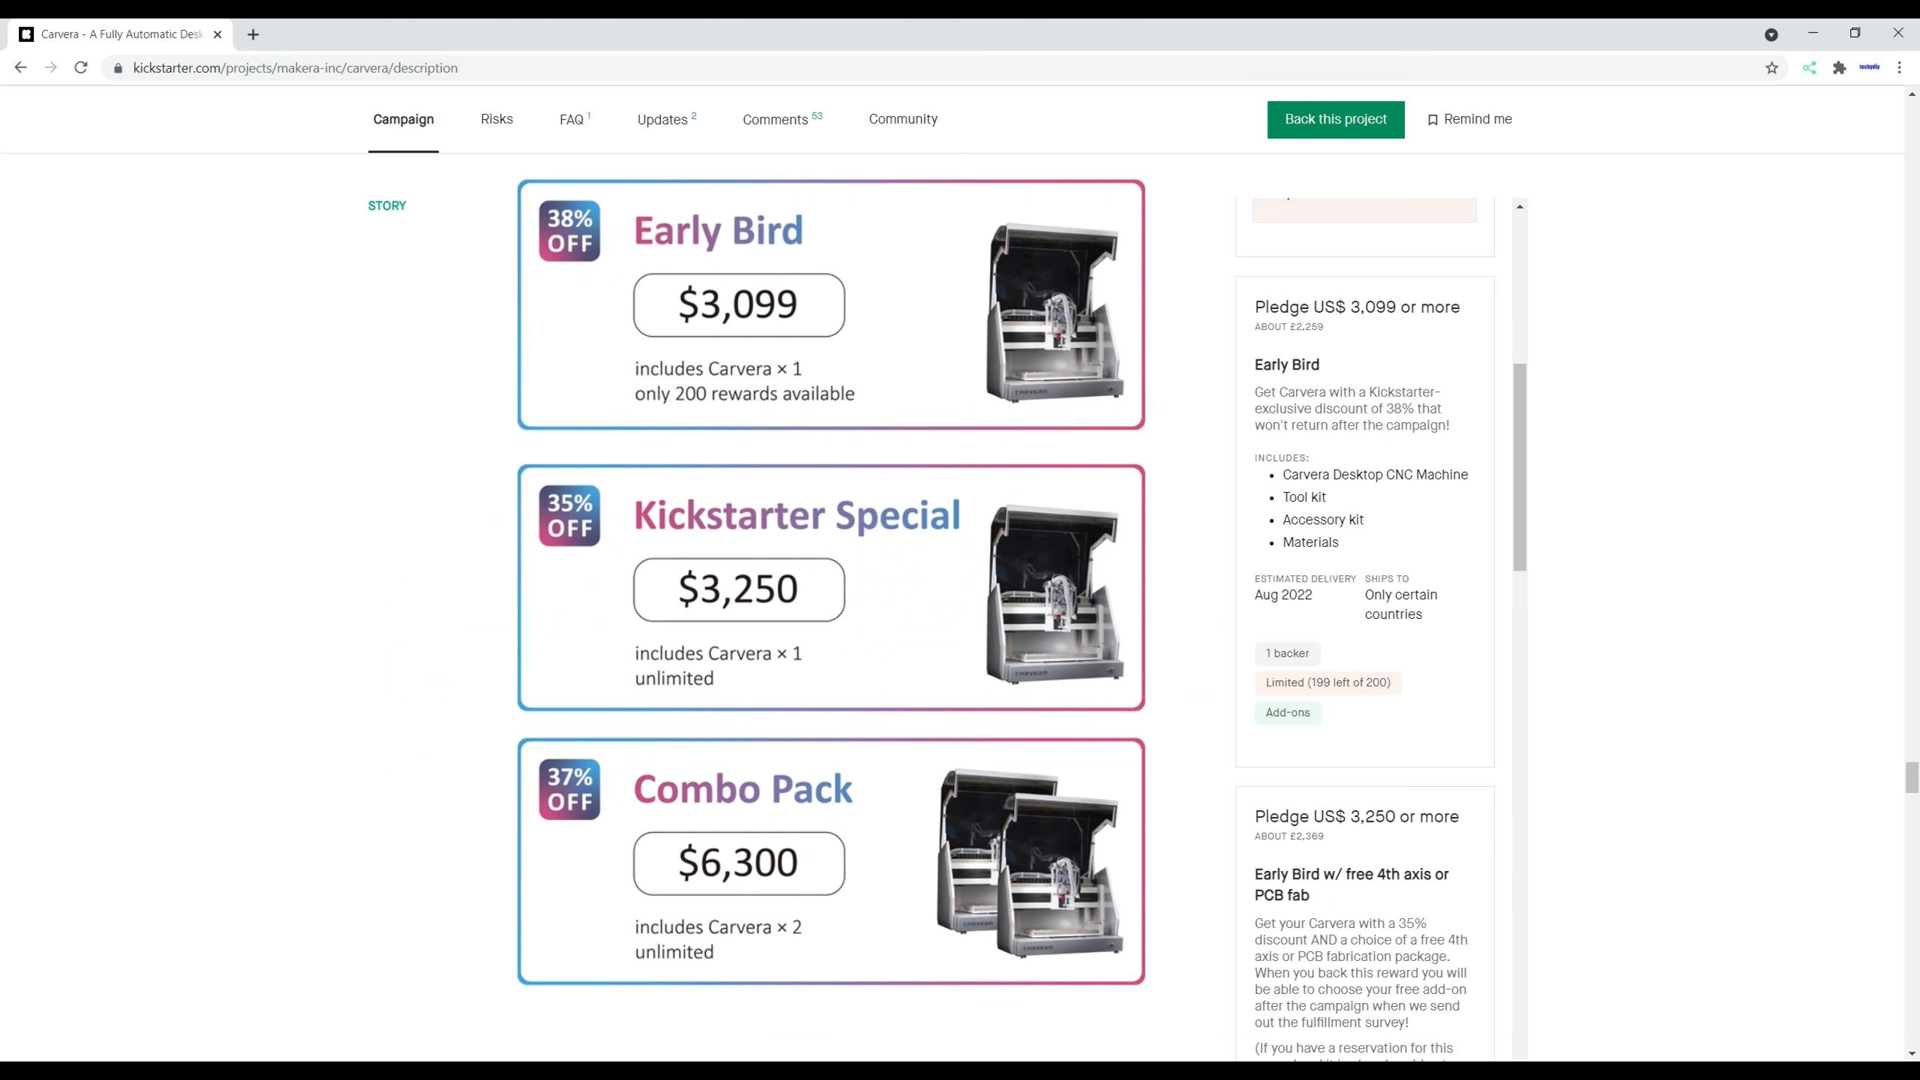 Carvera - A Fully Automatic Desk
kickstarter.com/projects/makera-inc/carvera/description
Campaign
Risks
FAQ 1
Updates 2
Comments 53
Community
Back this project
Remind me
STORY
38%
OFF
Early Bird
$3,099
includes Carvera × 1
only 200 rewards available
35%
OFF
Kickstarter Special
$3,250
includes Carvera × 1
unlimited
37%
OFF
Combo Pack
$6,300
includes Carvera × 2
unlimited
Pledge US$ 3,099 or more
ABOUT £2,259
Early Bird
Get Carvera with a Kickstarter-
exclusive discount of 38% that
won't return after the campaign!
INCLUDES:
• Carvera Desktop CNC Machine
• Tool kit
• Accessory kit
• Materials
ESTIMATED DELIVERY
Aug 2022
SHIPS TO
Only certain
countries
1 backer
Limited (199 left of 200)
Add-ons
Pledge US$ 3,250 or more
ABOUT £2,369
Early Bird w/ free 4th axis or
PCB fab
Get your Carvera with a 35%
discount AND a choice of a free 4th
axis or PCB fabrication package.
When you back this reward you will
be able to choose your free add-on
after the campaign when we send
out the fulfillment survey!
(If you have a reservation for this